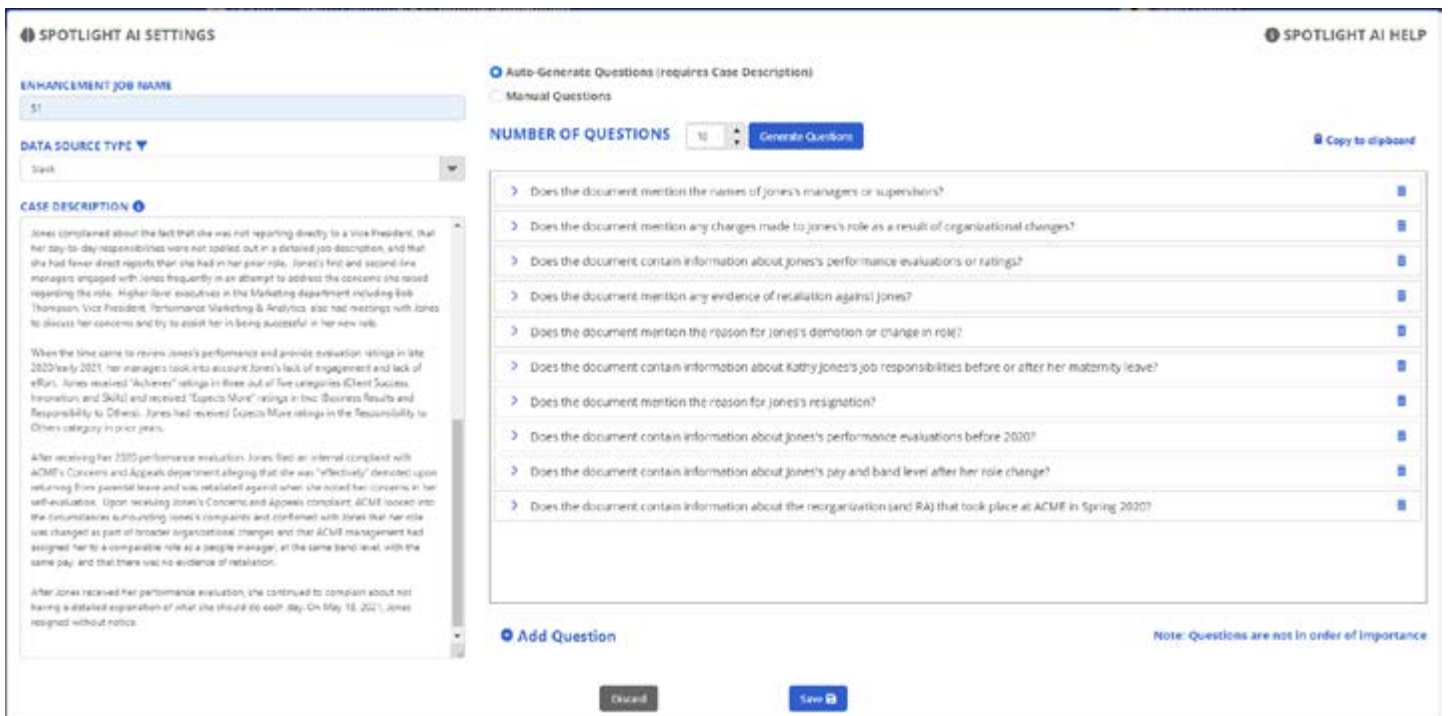 SPOTLIGHT AI SETTINGS
SPOTLIGHT AI HELP
ENHANCEMENT JOB NAME
S1
DATA SOURCE TYPE
Slack
CASE DESCRIPTION
Jones complained about the fact that she was not reporting directly to a Vice President, that
her day-to-day responsibilities were not spelled out in a detailed job description, and that
she had fewer direct reports than she had in her prior role. Jones's first and second-line
managers engaged with Jones frequently in an attempt to address the concerns she raised
regarding the role. Higher-level executives in the Marketing department including Bob
Thompson, Vice President, Performance Marketing & Analytics, also had meetings with Jones
to discuss her concerns and try to assist her in being successful in her new role.
When the time came to review Jones's performance and provide evaluation ratings in late
2020/early 2021, her managers took into account Jones's lack of engagement and lack of
effort. Jones received "Achieves" ratings in three out of five categories (Client Success,
Innovation, and Skills) and received "Expects More" ratings in two (Business Results and
Responsibility to Others). Jones had received Expects More ratings in the Responsibility to
Others category in prior years.
After receiving her 2020 performance evaluation, Jones filed an internal complaint with
ACME's Concerns and Appeals department alleging that she was "effectively" demoted upon
returning from parental leave and was retaliated against when she noted her concerns in her
self-evaluation. Upon receiving Jones's Concerns and Appeals complaint, ACME looked into
the circumstances surrounding Jones's complaints and confirmed with Jones that her role
was changed as part of broader organizational changes and that ACME management had
assigned her to a comparable role as a people manager, at the same band level, with the
same pay, and that there was no evidence of retaliation.
After Jones received her performance evaluation, she continued to complain about not
having a detailed explanation of what she should do each day. On May 18, 2021, Jones
resigned without notice.
Auto-Generate Questions (requires Case Description)
Manual Questions
NUMBER OF QUESTIONS 10 Generate Questions
Copy to clipboard
Does the document mention the names of Jones's managers or supervisors?
Does the document mention any changes made to Jones's role as a result of organizational changes?
Does the document contain information about Jones's performance evaluations or ratings?
Does the document mention any evidence of retaliation against Jones?
Does the document mention the reason for Jones's demotion or change in role?
Does the document contain information about Kathy Jones's job responsibilities before or after her maternity leave?
Does the document mention the reason for Jones's resignation?
Does the document contain information about Jones's performance evaluations before 2020?
Does the document contain information about Jones's pay and band level after her role change?
Does the document contain information about the reorganization (and RA) that took place at ACME in Spring 2020?
Add Question
Note: Questions are not in order of importance
Discard
Save